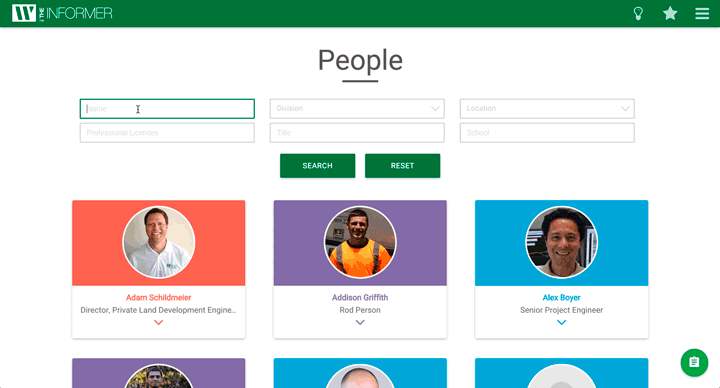 W THE INFORMER
People
Name
Division
Location
Professional Licenses
Title
School
SEARCH
RESET
Adam Schildmeier
Director, Private Land Development Engine...
Addison Griffith
Rod Person
Alex Boyer
Senior Project Engineer